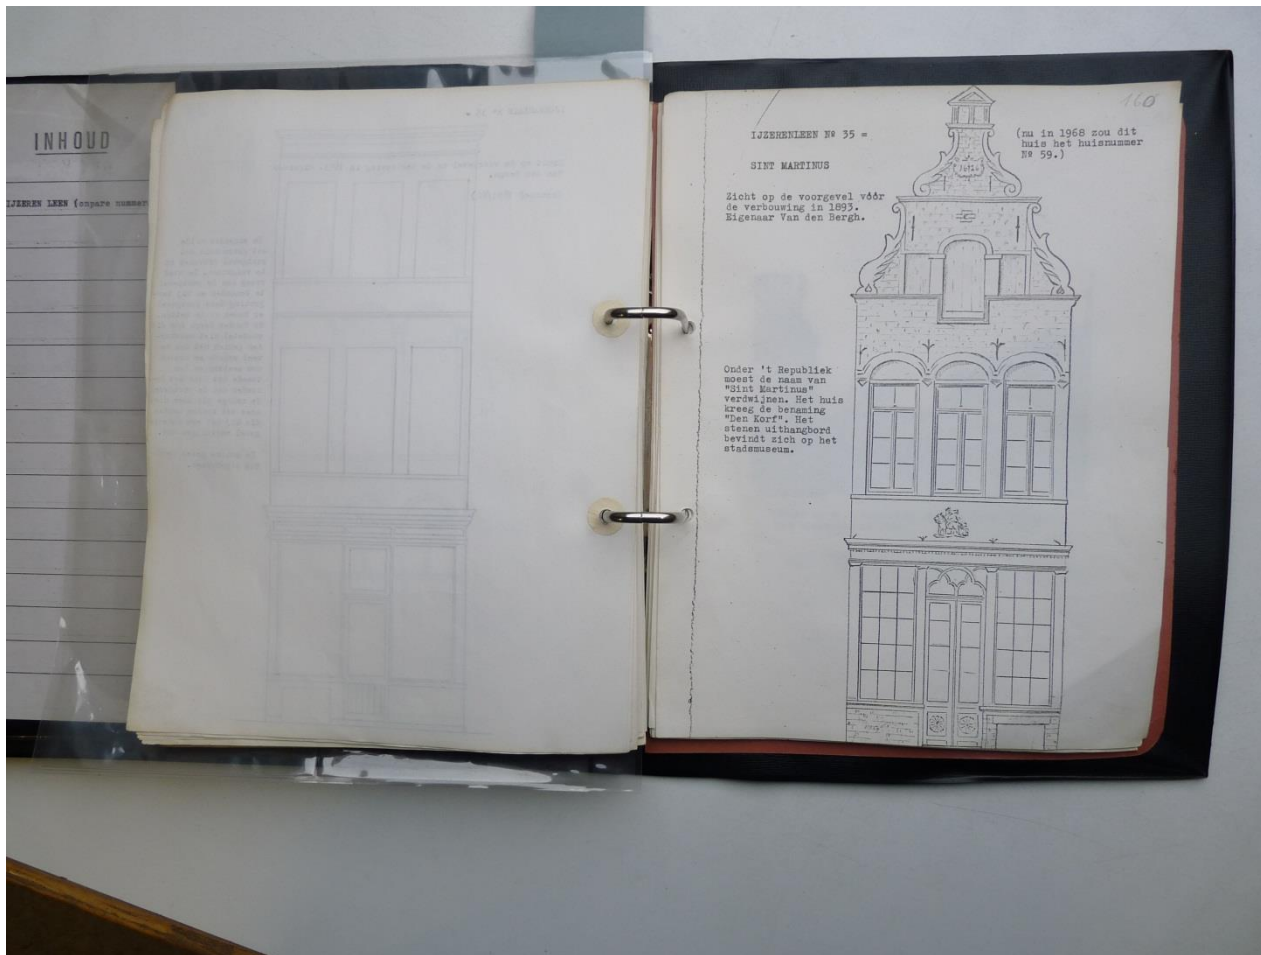 INHOUD
IJZEREN LEEN (onpare nummer
160
IJZERENLEEN Nº 35 =
(nu in 1968 zou dit
huis het huisnummer
Nº 59.)
SINT MARTINUS
Zicht op de voorgevel vóór
de verbouwing in 1893.
Eigenaar Van den Bergh.
Onder 't Republiek
moest de naam van
"Sint Martinus"
verdwijnen. Het huis
kreeg de benaming
"Den Korf". Het
stenen uithangbord
bevindt zich op het
stadsmuseum.